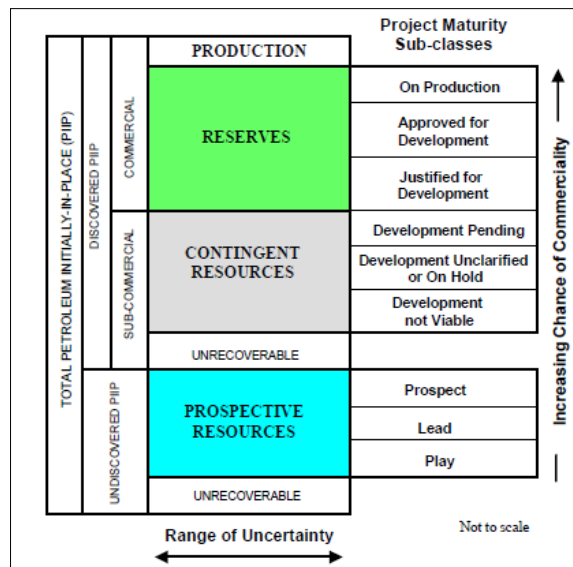 Project Maturity
Sub-classes
PRODUCTION
On Production
RESERVES
Approved for
Development
Justified for
Development
CONTINGENT
RESOURCES
Development Pending
Development Unclarified
or On Hold
Development
not Viable
UNRECOVERABLE
PROSPECTIVE
RESOURCES
Prospect
Lead
Play
UNRECOVERABLE
Range of Uncertainty
Not to scale
TOTAL PETROLEUM INITIALLY-IN-PLACE (PIIP)
DISCOVERED PIIP
UNDISCOVERED PIIP
COMMERCIAL
SUB-COMMERCIAL
Increasing Chance of Commerciality